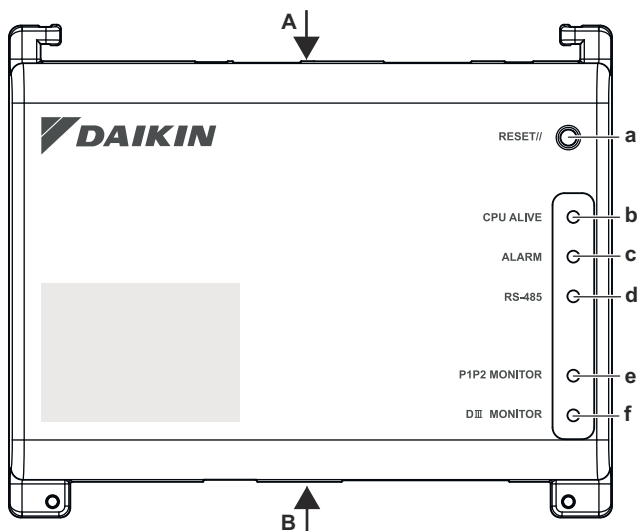 A
DAIKIN
RESET// a
CPU ALIVE b
ALARM c
RS-485 d
P1P2 MONITOR e
DⅢ MONITOR f
B